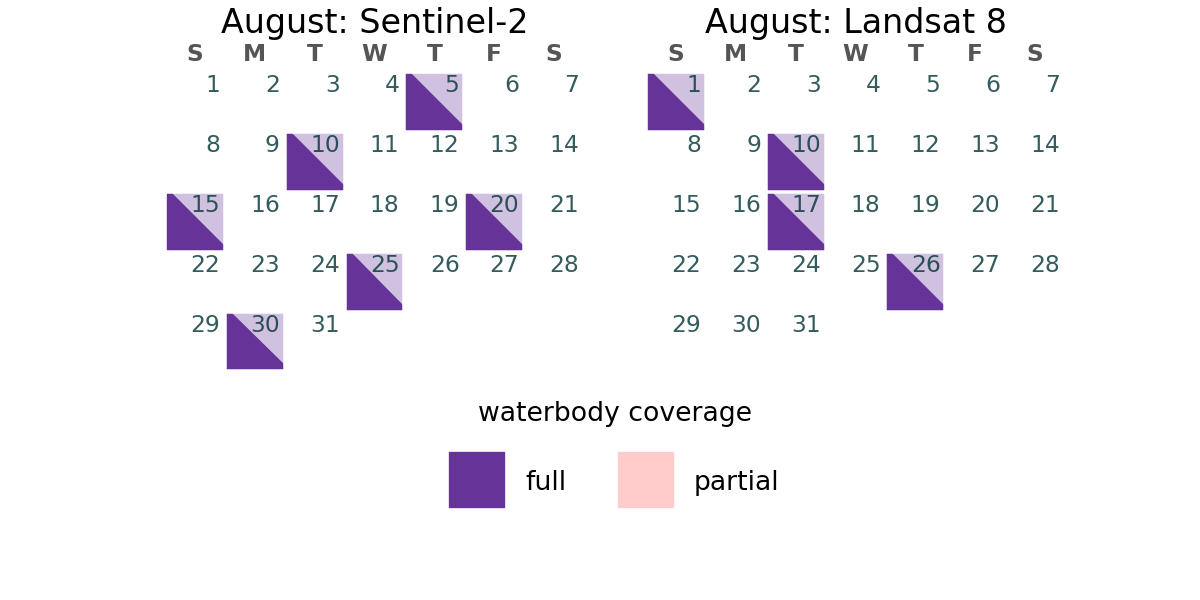 August: Sentinel-2
S M T W T F S
1 2 3 4 5 6 7
8 9 10 11 12 13 14
15 16 17 18 19 20 21
22 23 24 25 26 27 28
29 30 31
August: Landsat 8
S M T W T F S
1 2 3 4 5 6 7
8 9 10 11 12 13 14
15 16 17 18 19 20 21
22 23 24 25 26 27 28
29 30 31
waterbody coverage
full
partial